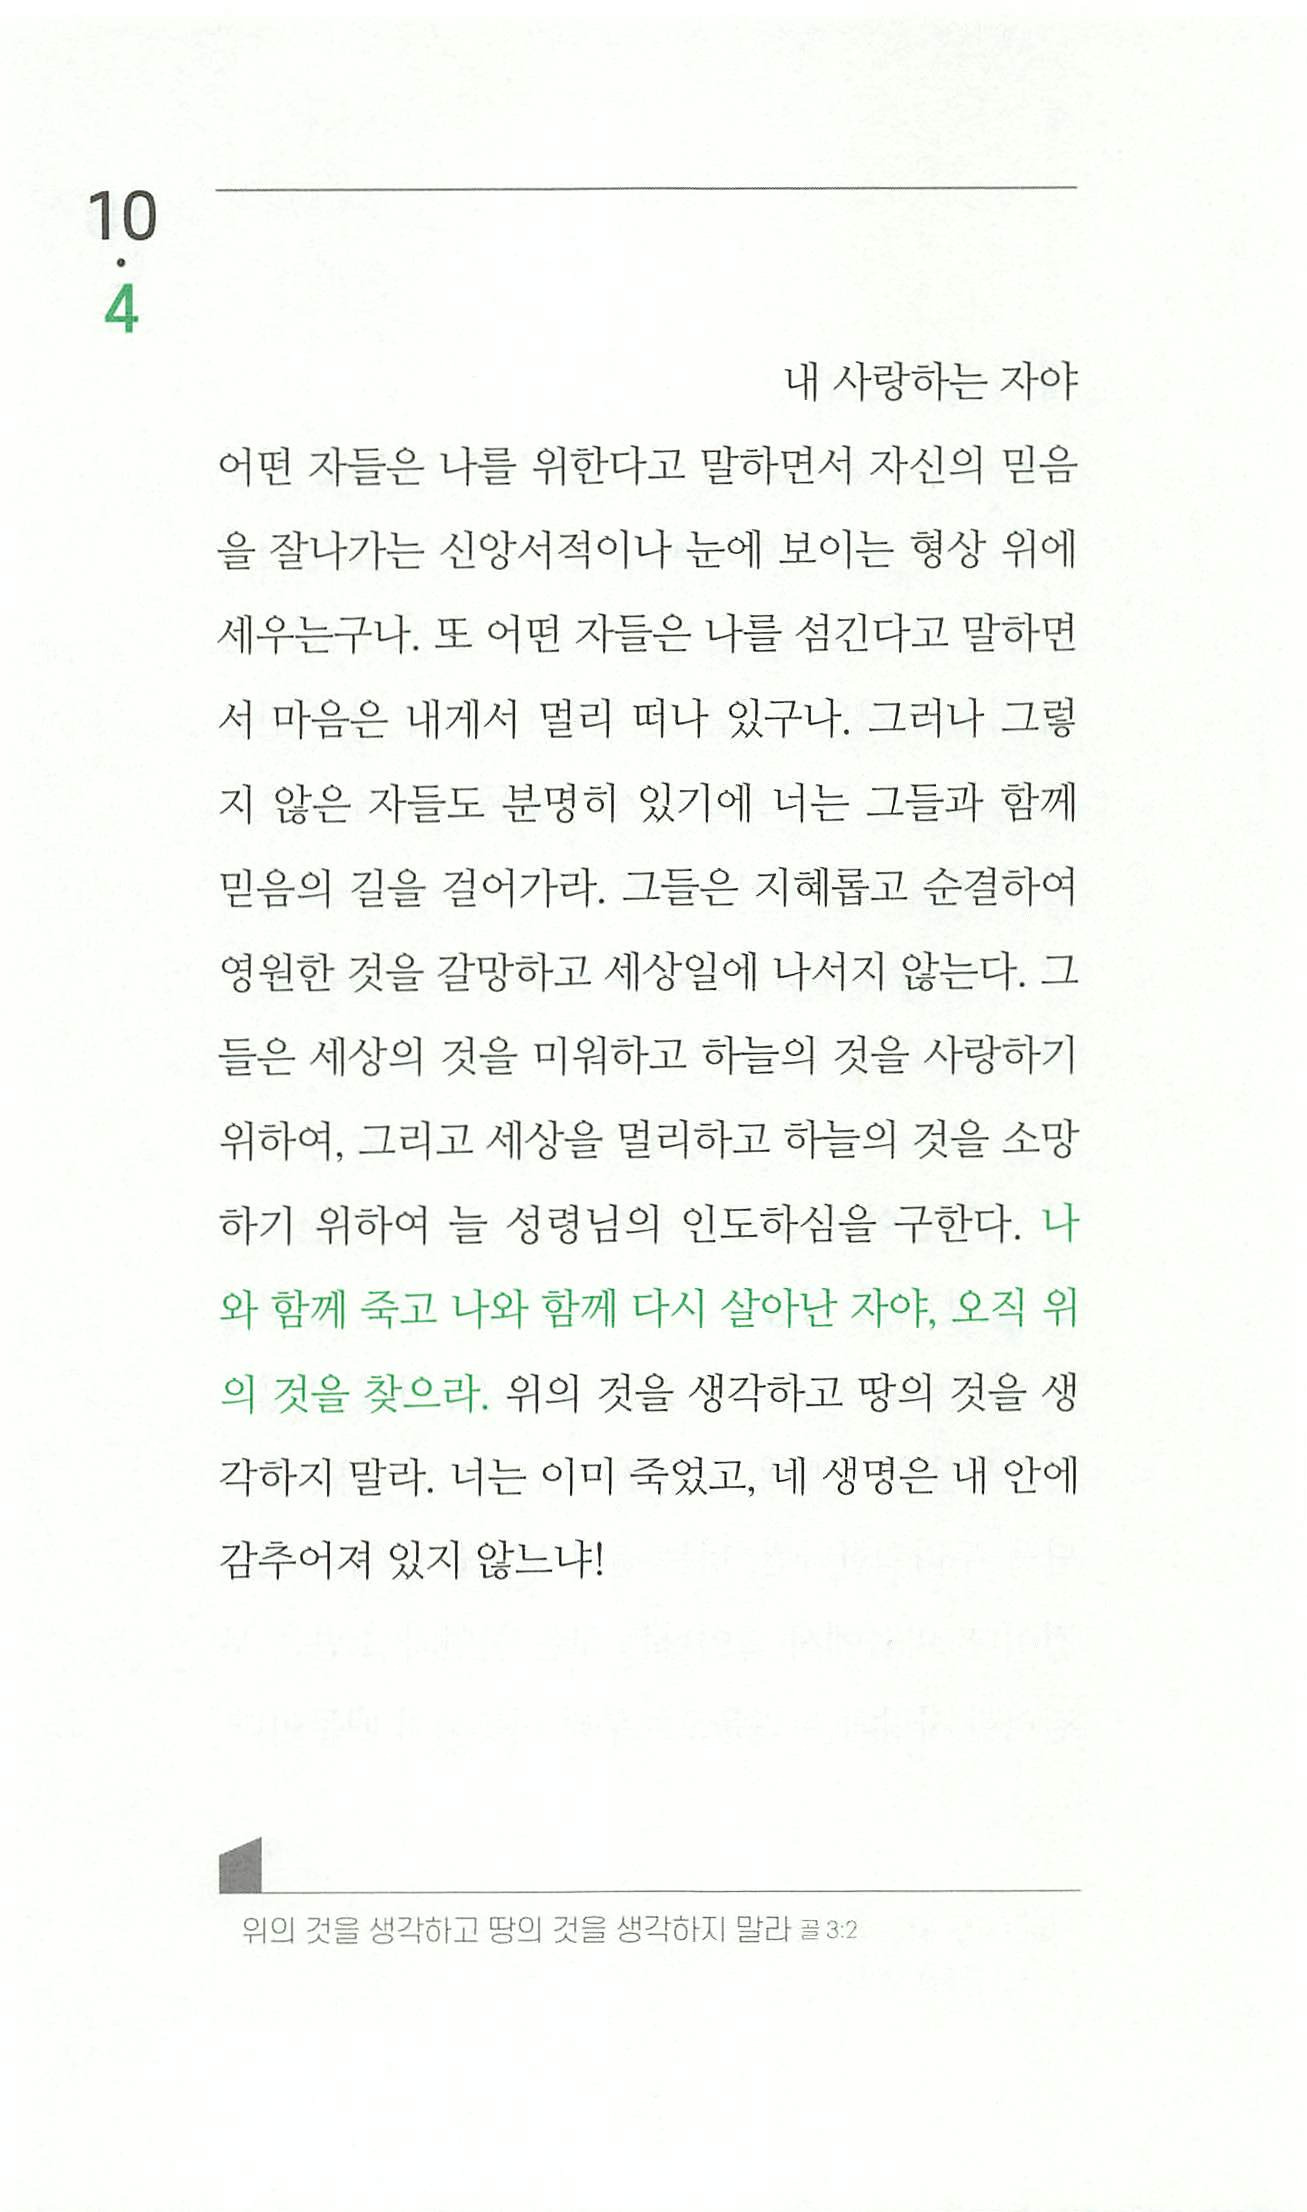 10
·
4
내 사랑하는 자야
어떤 자들은 나를 위한다고 말하면서 자신의 믿음
을 잘나가는 신앙서적이나 눈에 보이는 형상 위에
세우는구나. 또 어떤 자들은 나를 섬긴다고 말하면
서 마음은 내게서 멀리 떠나 있구나. 그러나 그렇
지 않은 자들도 분명히 있기에 너는 그들과 함께
믿음의 길을 걸어가라. 그들은 지혜롭고 순결하여
영원한 것을 갈망하고 세상일에 나서지 않는다. 그
들은 세상의 것을 미워하고 하늘의 것을 사랑하기
위하여, 그리고 세상을 멀리하고 하늘의 것을 소망
하기 위하여 늘 성령님의 인도하심을 구한다. 나
와 함께 죽고 나와 함께 다시 살아난 자야, 오직 위
의 것을 찾으라. 위의 것을 생각하고 땅의 것을 생
각하지 말라. 너는 이미 죽었고, 네 생명은 내 안에
감추어져 있지 않느냐!
위의 것을 생각하고 땅의 것을 생각하지 말라 골 3:2